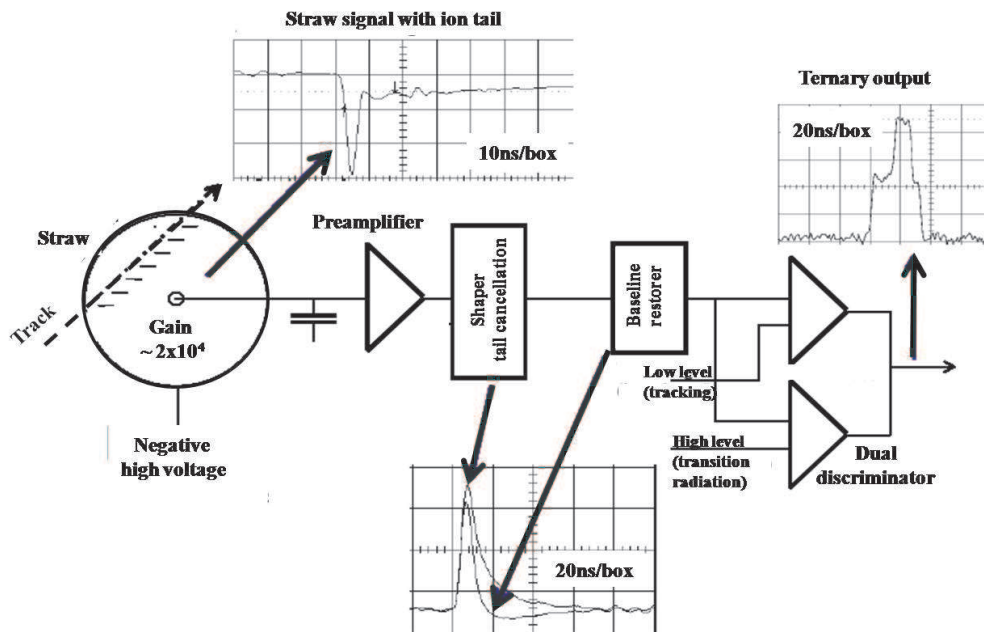 Straw signal with ion tail
10ns/box
Ternary output
20ns/box
Straw
Track
Gain
~2x10⁴
Negative
high voltage
Preamplifier
Shaper
tail cancellation
Baseline
restorer
Low level
(tracking)
High level
(transition
radiation)
Dual
discriminator
20ns/box